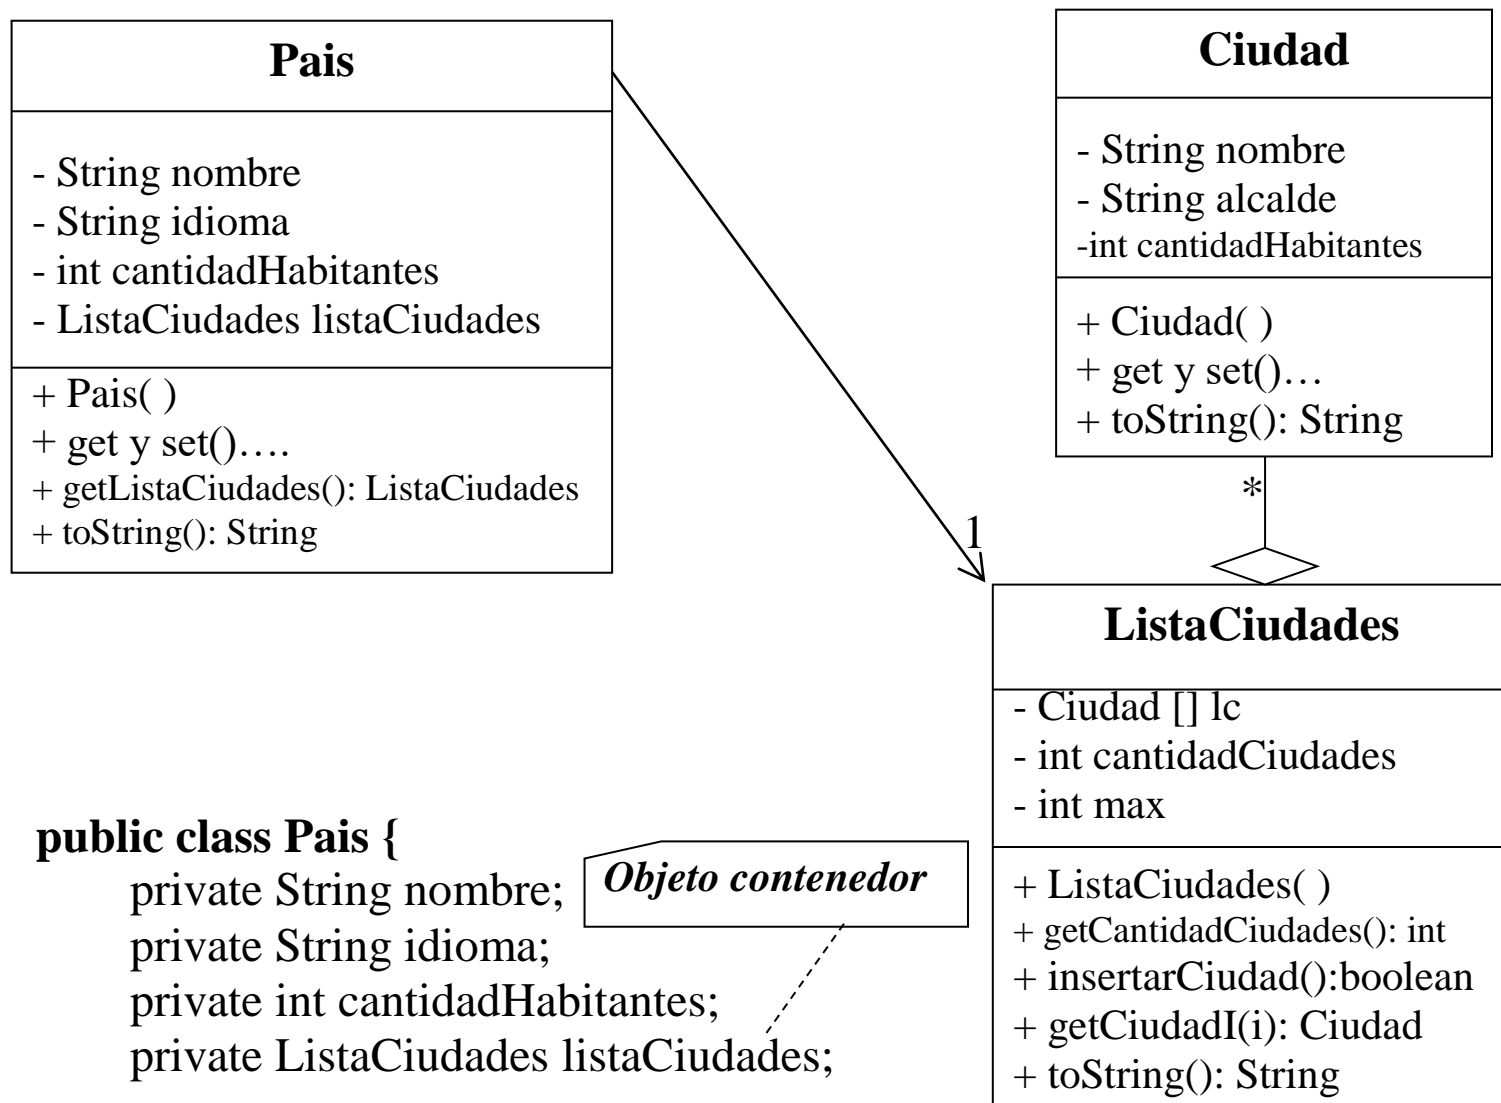 Pais
- String nombre
- String idioma
- int cantidadHabitantes
- ListaCiudades listaCiudades
+ Pais( )
+ get y set()….
+ getListaCiudades(): ListaCiudades
+ toString(): String
Ciudad
- String nombre
- String alcalde
-int cantidadHabitantes
+ Ciudad( )
+ get y set()…
+ toString(): String
*
1
ListaCiudades
- Ciudad [] lc
- int cantidadCiudades
- int max
+ ListaCiudades( )
+ getCantidadCiudades(): int
+ insertarCiudad():boolean
+ getCiudadI(i): Ciudad
+ toString(): String
public class Pais {
private String nombre;
private String idioma;
private int cantidadHabitantes;
private ListaCiudades listaCiudades;
Objeto contenedor